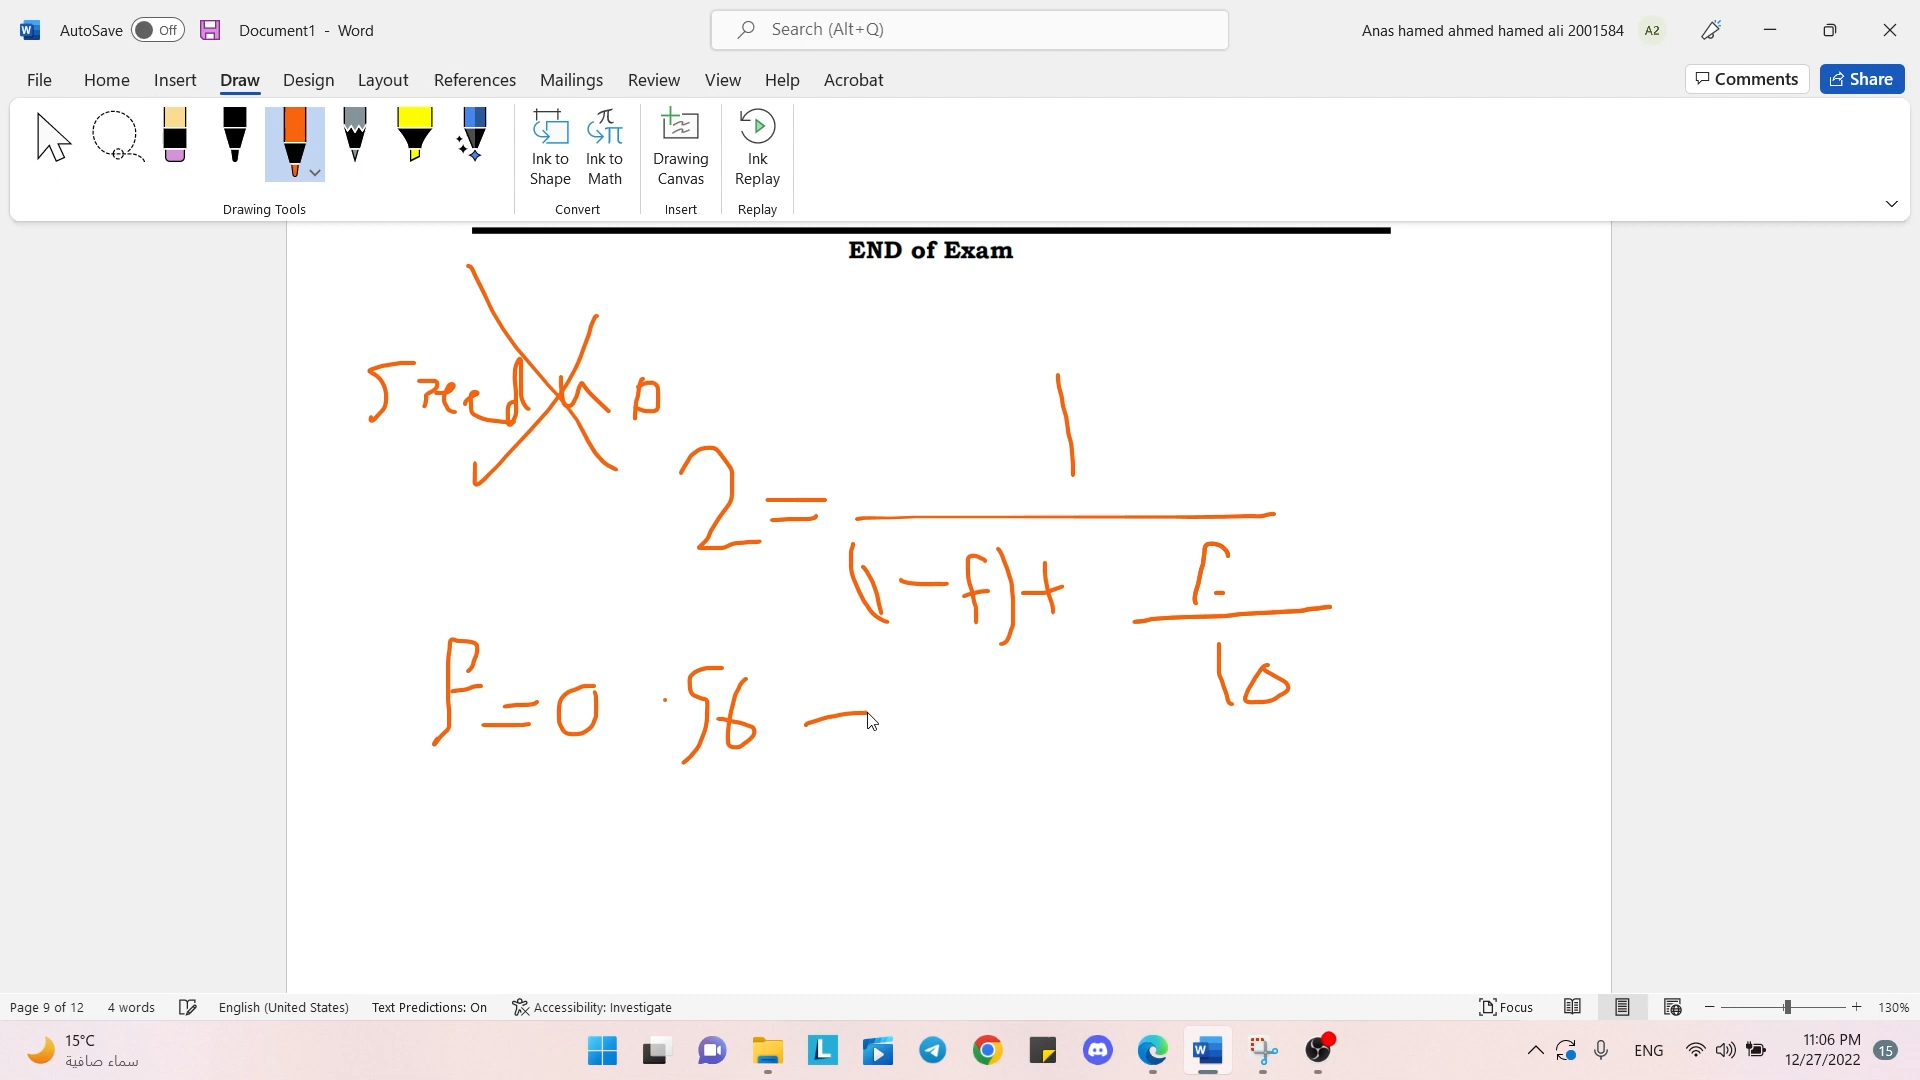 AutoSave Off Document1 - Word Search (Alt+Q) Anas hamed ahmed hamed ali 2001584 A2
File Home Insert Draw Design Layout References Mailings Review View Help Acrobat Comments Share
Ink to Shape Ink to Math Drawing Canvas Ink Replay
Drawing Tools Convert Insert Replay
END of Exam
1
2 =
(1 - f) + F
10
F = 0 .56 -
Page 9 of 12 4 words English (United States) Text Predictions: On Accessibility: Investigate Focus 130%
15°C
سماء صافية
ENG 11:06 PM
12/27/2022 15